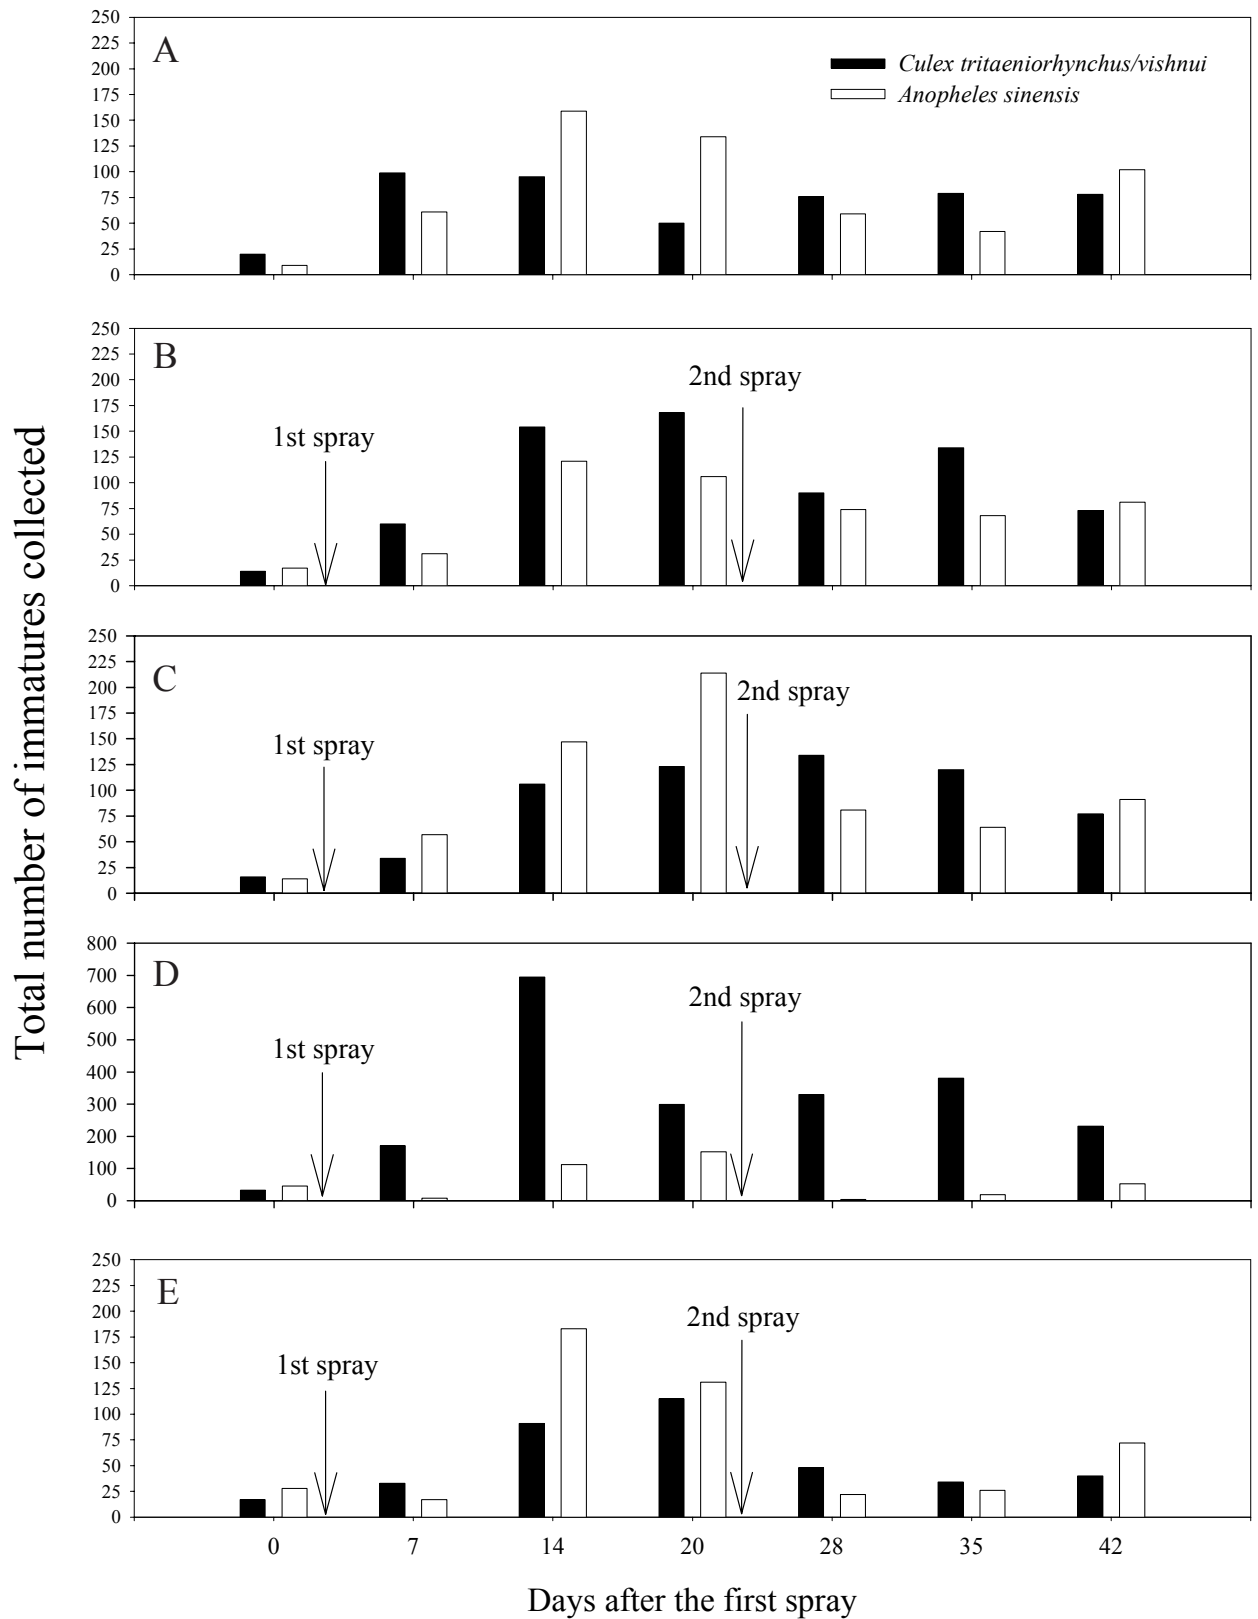 Total number of immatures collected
250
225
200
175
150
125
100
75
50
25
0
A
Culex tritaeniorhynchus/vishnui
Anopheles sinensis
250
225
200
175
150
125
100
75
50
25
0
B
1st spray
2nd spray
250
225
200
175
150
125
100
75
50
25
0
C
1st spray
2nd spray
800
700
600
500
400
300
200
100
0
D
1st spray
2nd spray
250
225
200
175
150
125
100
75
50
25
0
E
1st spray
2nd spray
0 7 14 20 28 35 42
Days after the first spray